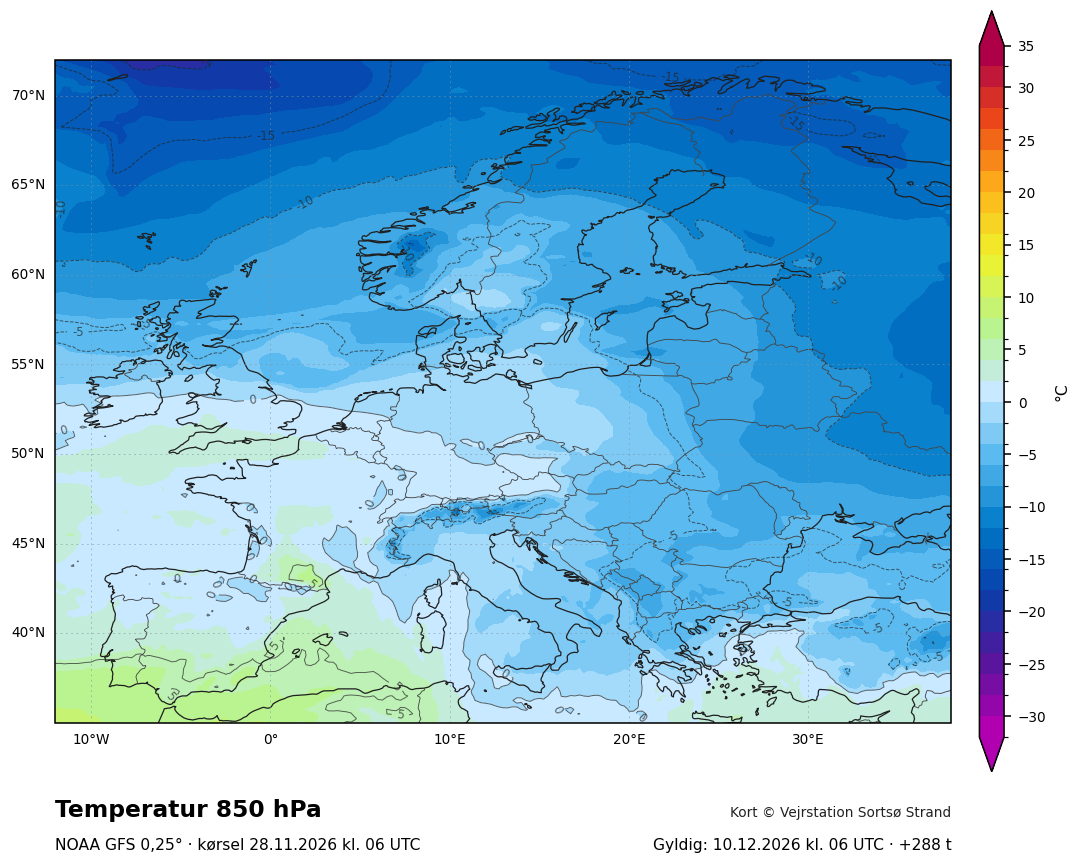 70°N
65°N
60°N
55°N
50°N
45°N
40°N
10°W
0°
10°E
20°E
30°E
35
30
25
20
15
10
5
0
−5
−10
−15
−20
−25
−30
°C
Temperatur 850 hPa
Kort © Vejrstation Sortsø Strand
NOAA GFS 0,25° · kørsel 28.11.2026 kl. 06 UTC
Gyldig: 10.12.2026 kl. 06 UTC · +288 t